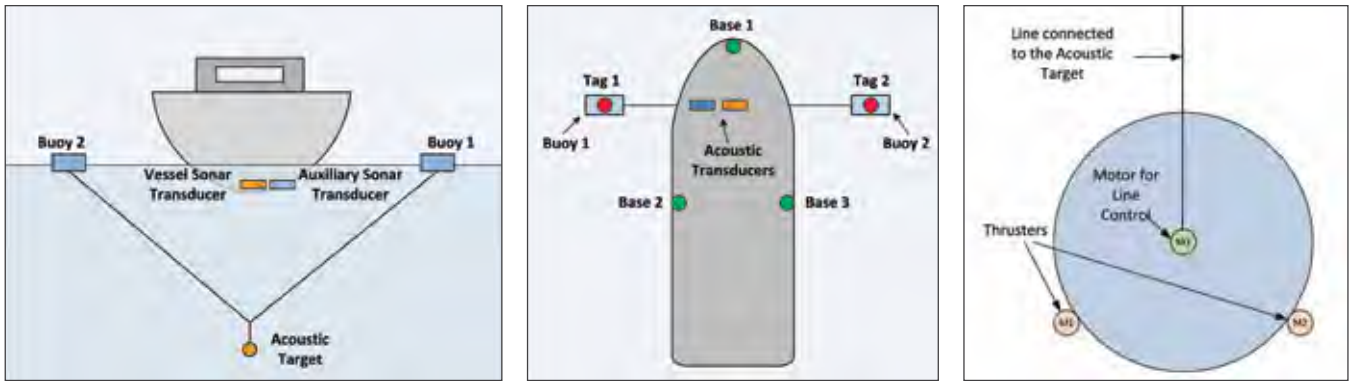 Buoy 2
Buoy 1
Vessel Sonar
Transducer
Auxiliary Sonar
Transducer
Acoustic
Target
Base 1
Tag 1
Tag 2
Buoy 1
Buoy 2
Acoustic
Transducers
Base 2
Base 3
Line connected
to the Acoustic
Target
Motor for
Line
Control
Thrusters
M1
M2